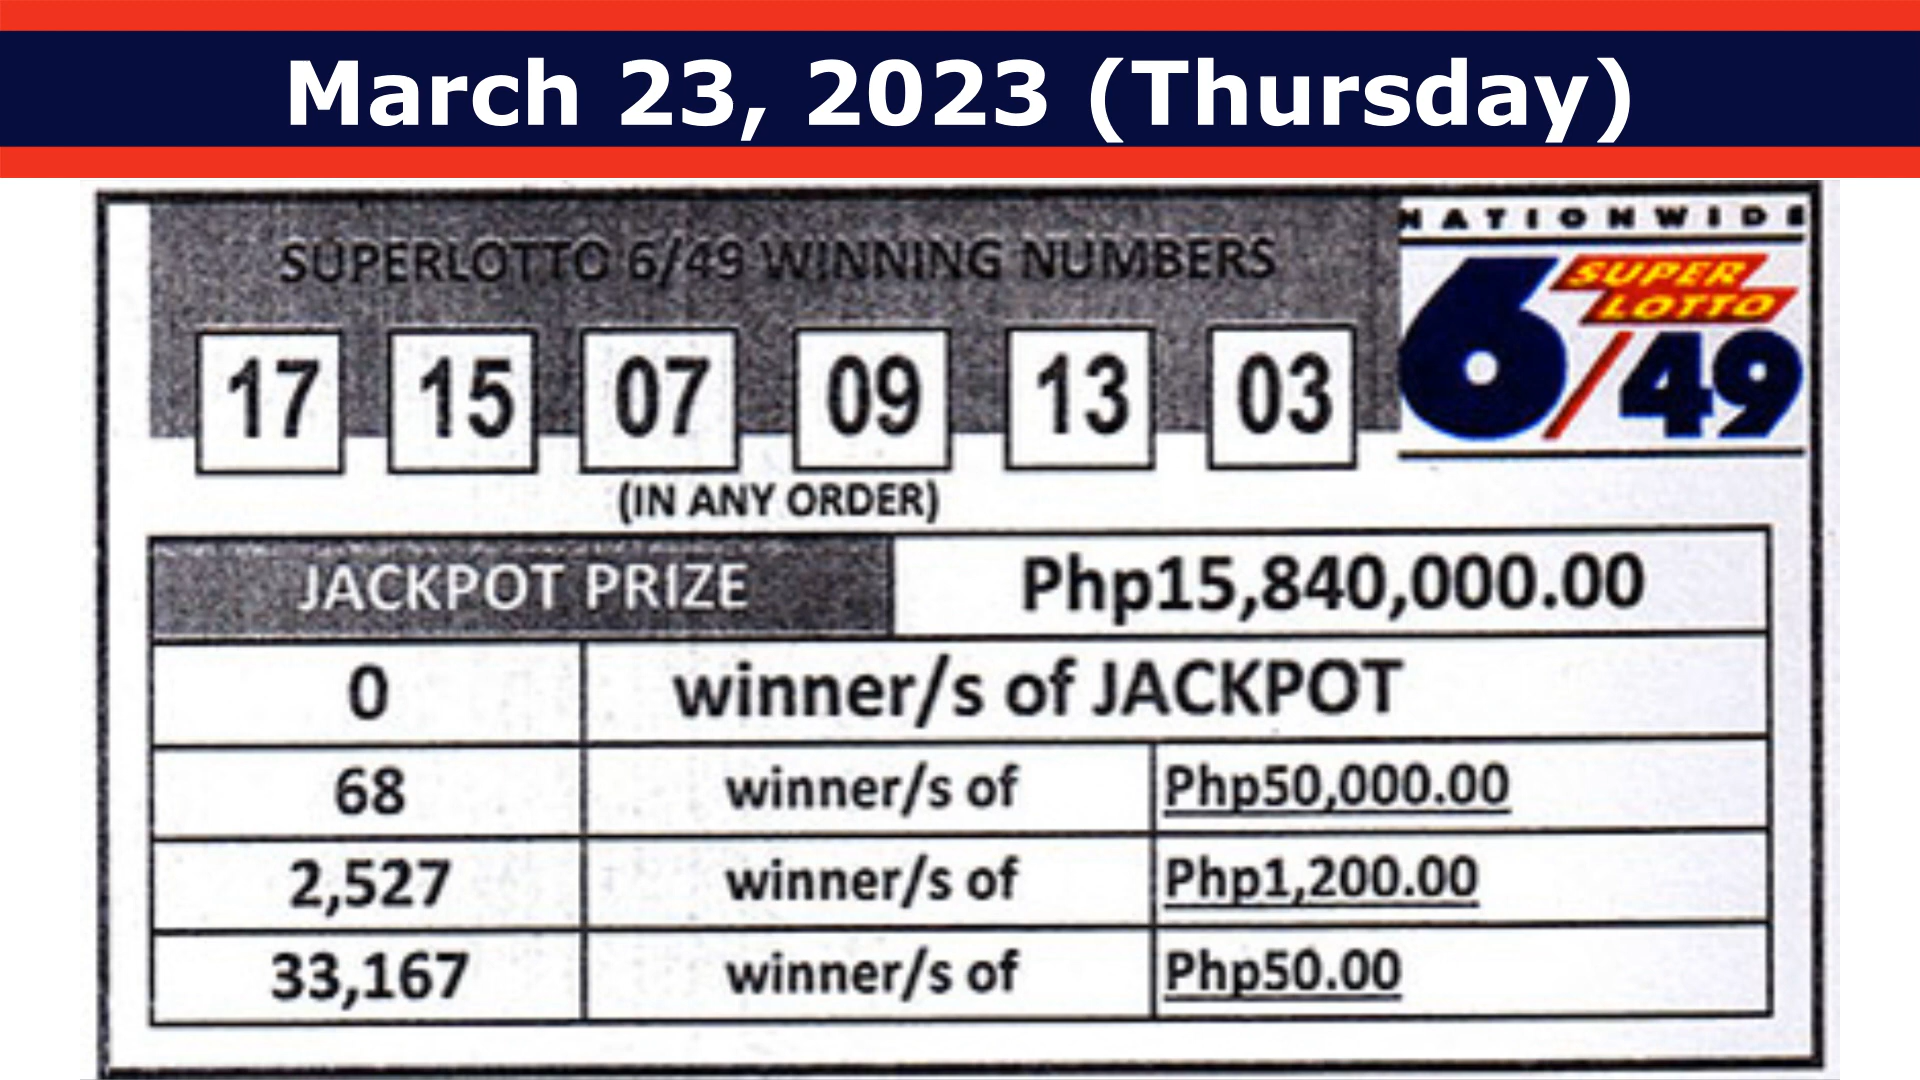 March 23, 2023 (Thursday)
NATIONWIDE
SUPERLOTTO 6/49 WINNING NUMBERS
SUPER
LOTTO
6/49
17 15 07 09 13 03
(IN ANY ORDER)
JACKPOT PRIZE Php15,840,000.00
0 winner/s of JACKPOT
68 winner/s of Php50,000.00
2,527 winner/s of Php1,200.00
33,167 winner/s of Php50.00